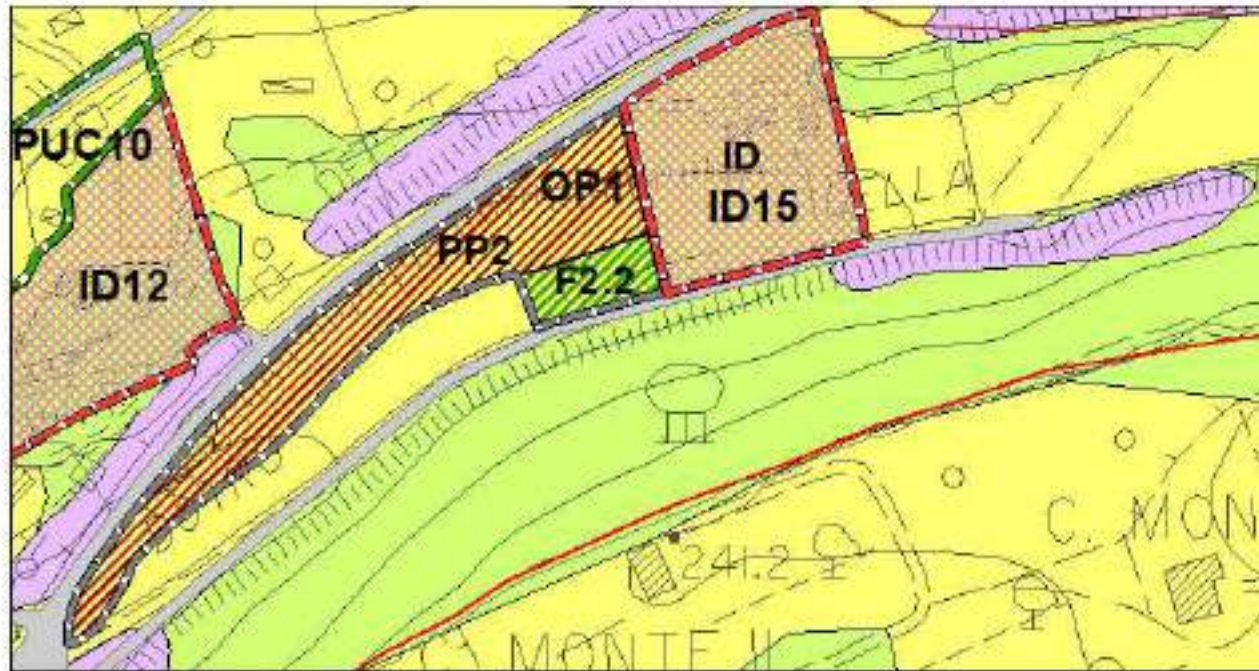 PUC10
ID
ALA
OP1
ID15
PP2
F2.2
ID12
C. MON
241.2
MONTE